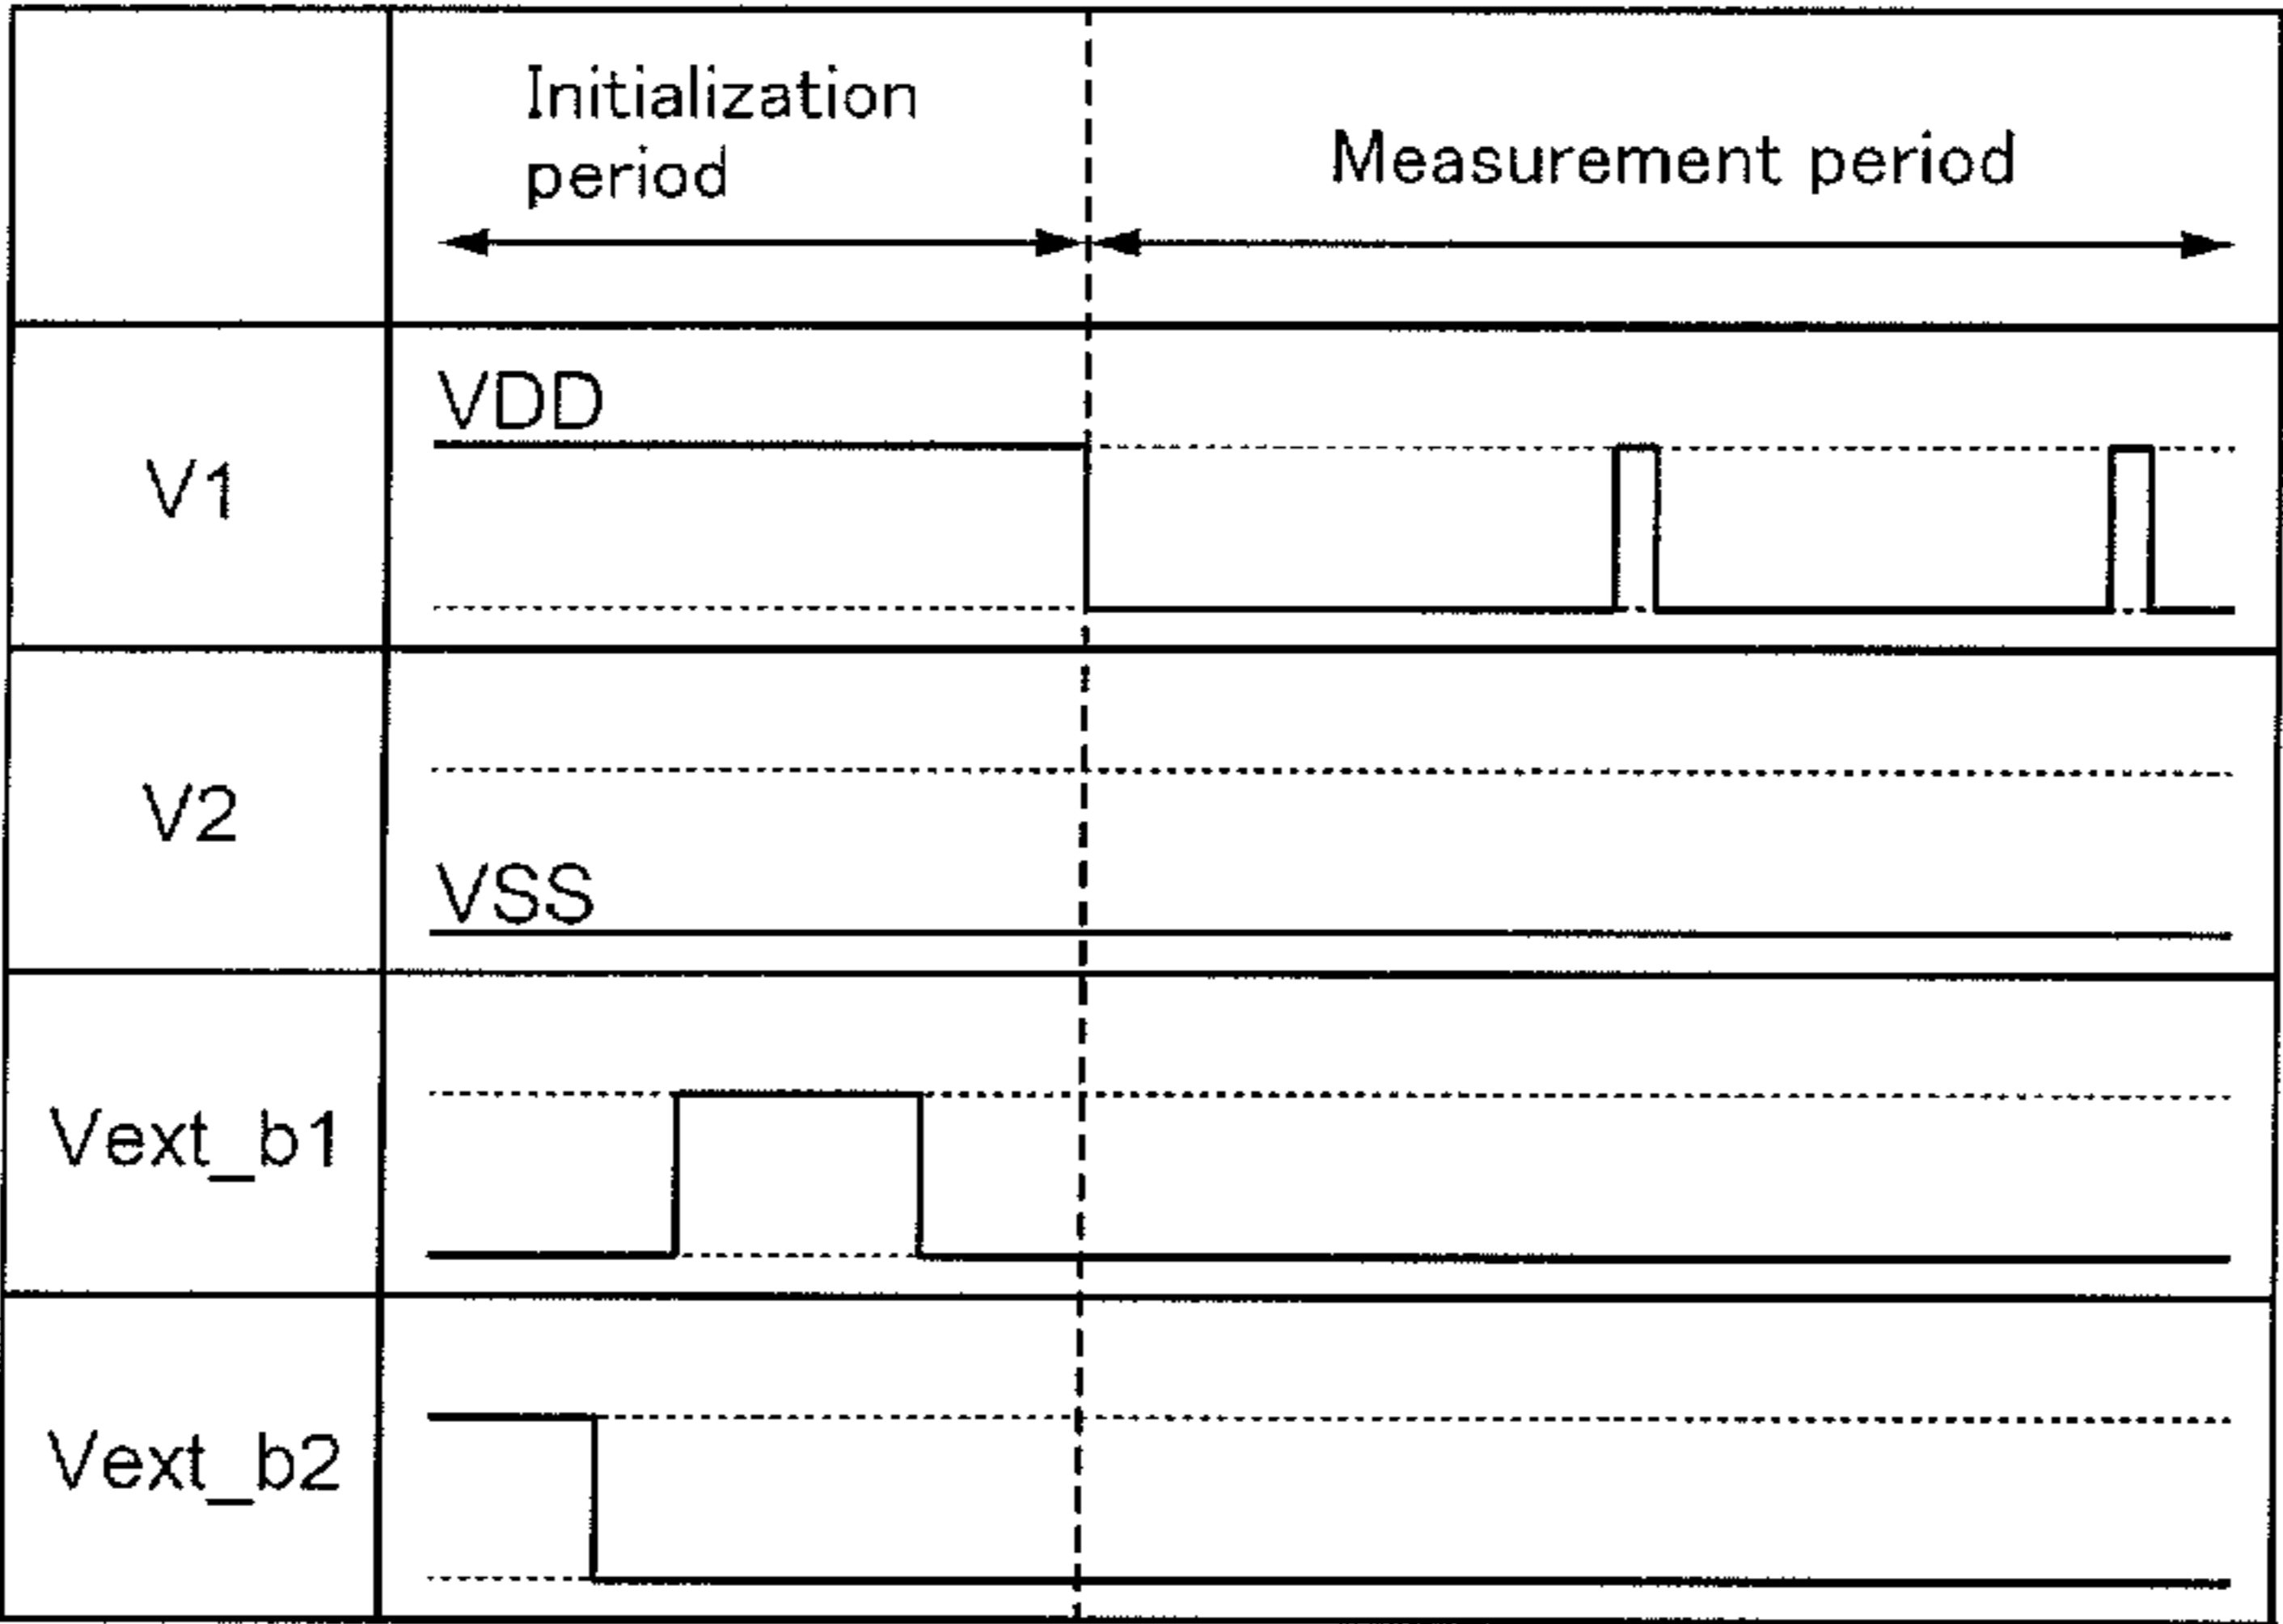 Initialization
period
Measurement period
V1
VDD
V2
VSS
Vext_b1
Vext_b2